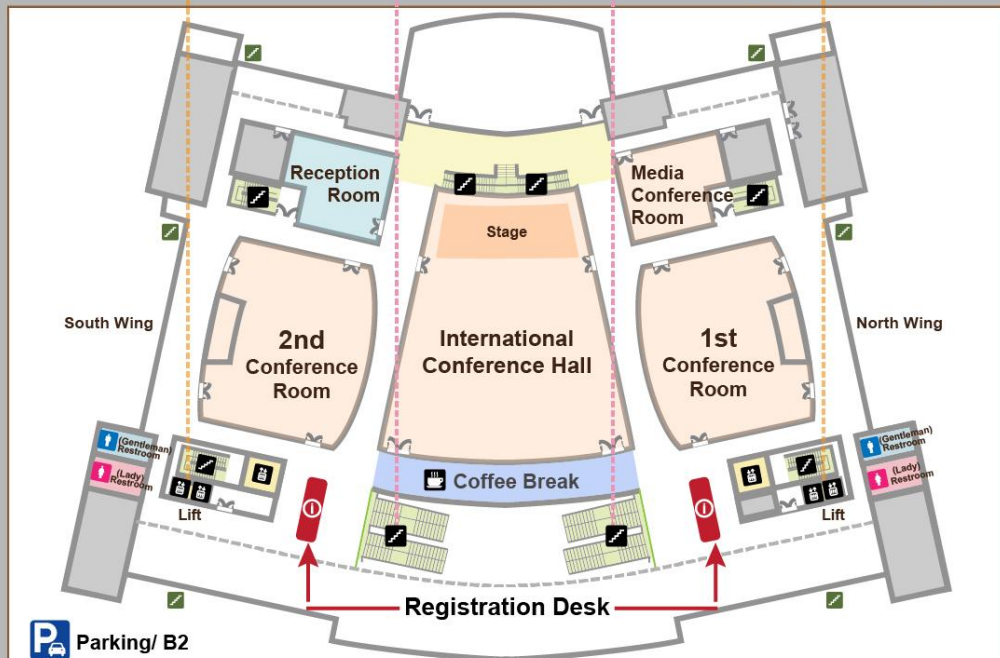 Reception
Room
Media
Conference
Room
Stage
South Wing
2nd
Conference
Room
International
Conference Hall
1st
Conference
Room
North Wing
(Gentleman)
Restroom
(Lady)
Restroom
Lift
Coffee Break
(Gentleman)
Restroom
(Lady)
Restroom
Lift
Registration Desk
P Parking/ B2